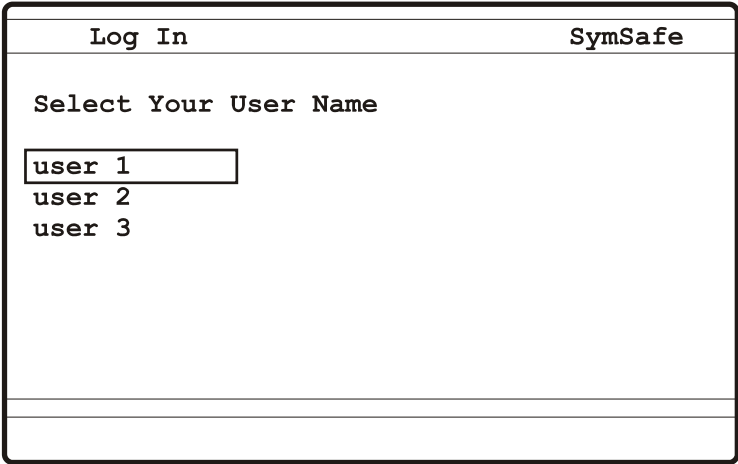 Log In SymSafe
Select Your User Name
user 1
user 2
user 3